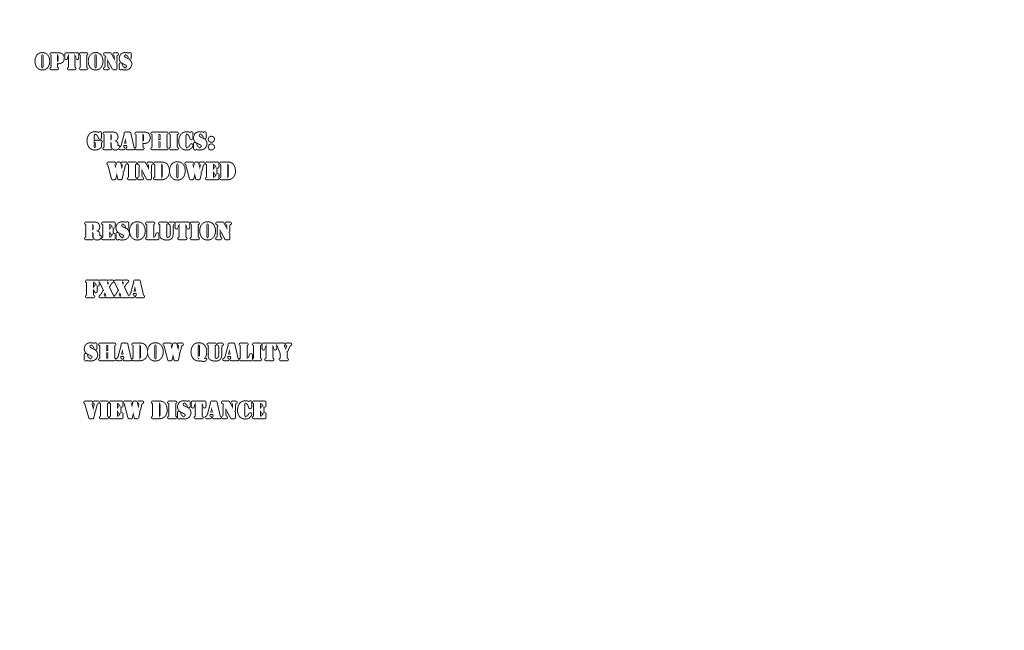 OPTIONS
GRAPHICS:
WINDOWED
RESOLUTION
FXXA
SHADOW QUALITY
VIEW DISTANCE